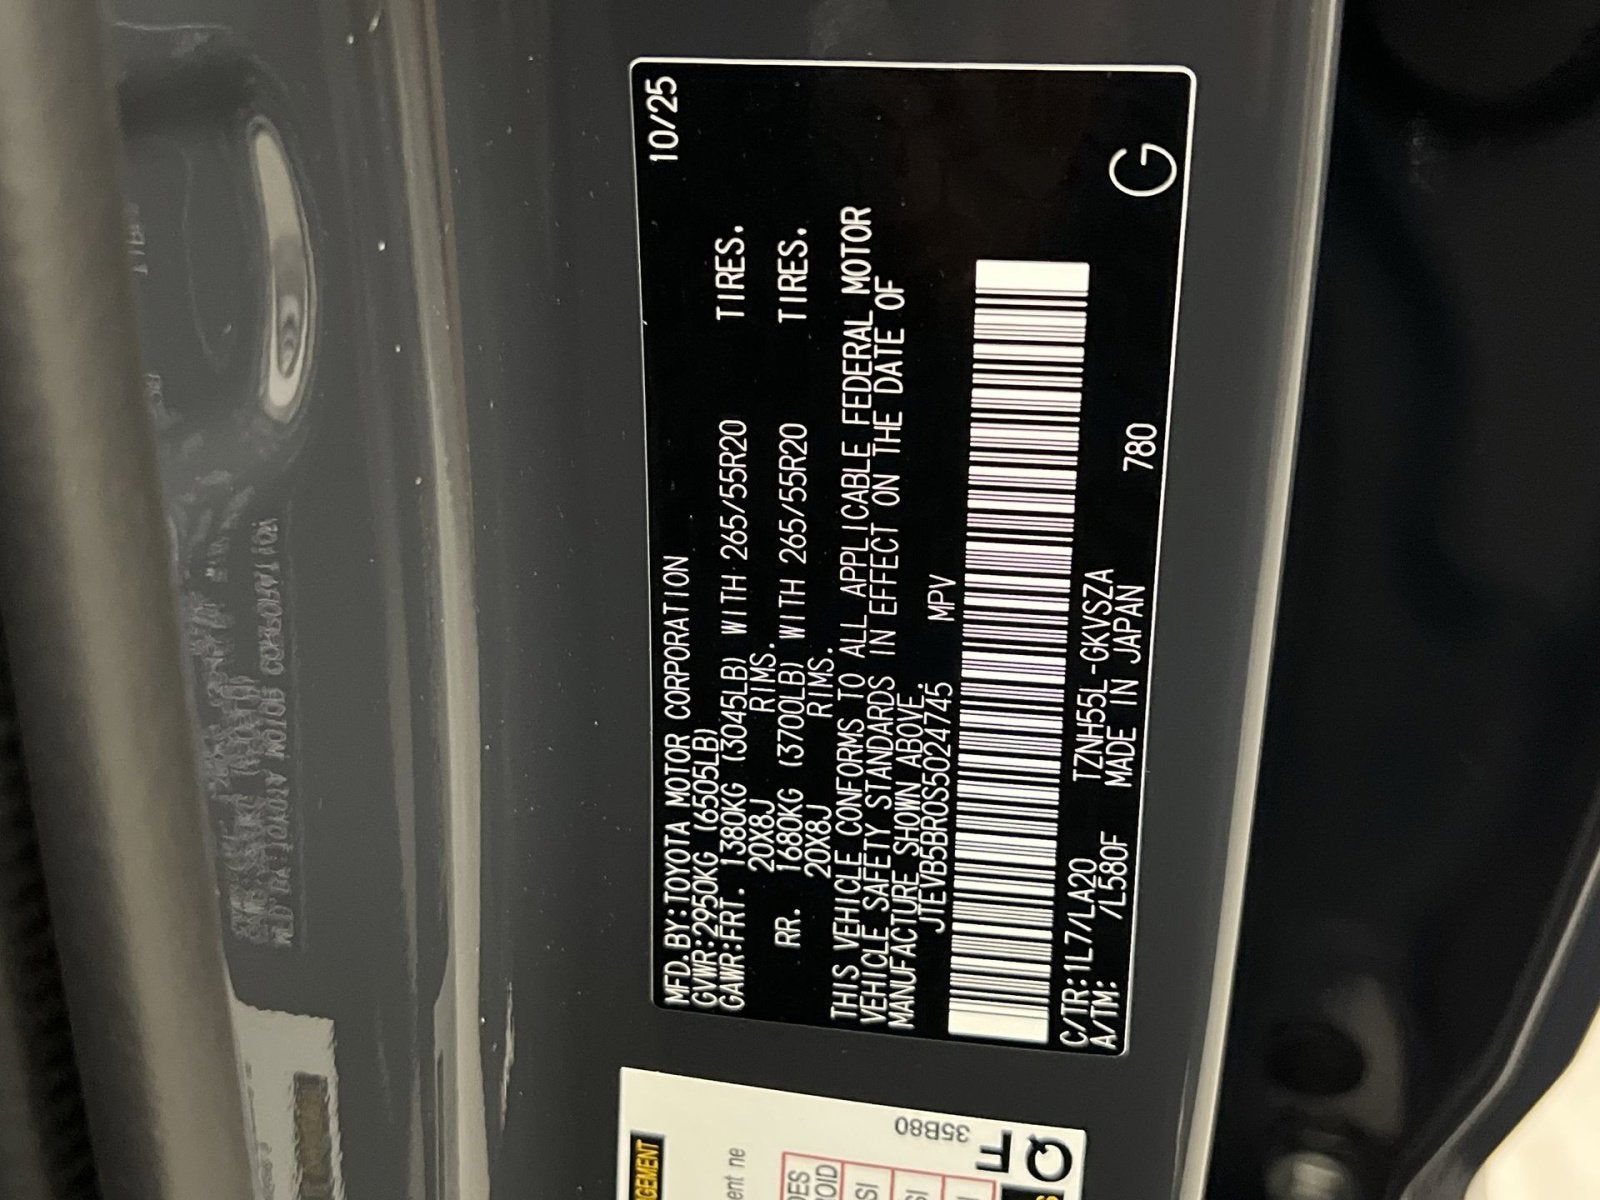 10/25
MFD.BY:TOYOTA MOTOR CORPORATION
GVWR:2950KG (6505LB)
GAWR:FRT. 1380KG (3045LB) WITH 265/55R20 TIRES.
20X8J RIMS.
RR. 1680KG (3700LB) WITH 265/55R20 TIRES.
20X8J RIMS.
THIS VEHICLE CONFORMS TO ALL APPLICABLE FEDERAL MOTOR
VEHICLE SAFETY STANDARDS IN EFFECT ON THE DATE OF
MANUFACTURE SHOWN ABOVE.
JTEVB5BR0S5024745 MPV
C/TR:1L7/LA20 TZNH55L-GKVSZA
A/TM: /L580F MADE IN JAPAN 780
G
35B80